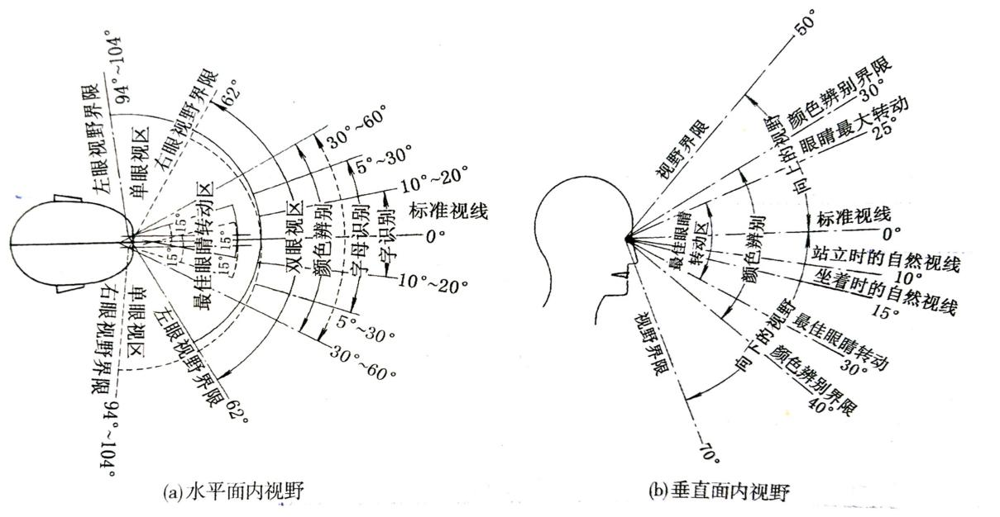 94°~104°
左眼视野界限
单眼视区
右眼视野界限
62°
30°~60°
5°~30°
10°~20°
标准视线
0°
10°~20°
5°~30°
30°~60°
最佳眼睛转动区
15°
15°
15°
15°
双眼视区
颜色辨别
字母识别
字识别
单眼视区
右眼视野界限
94°~104°
左眼视野界限
62°
(a)水平面内视野
50°
视野界限
颜色辨别界限
30°
眼睛最大转动
25°
向上的视野
标准视线
0°
站立时的自然视线
10°
坐着时的自然视线
15°
最佳眼睛
转动区
颜色辨别
最佳眼睛转动
30°
颜色辨别界限
40°
向下的视野
视野界限
70°
(b)垂直面内视野